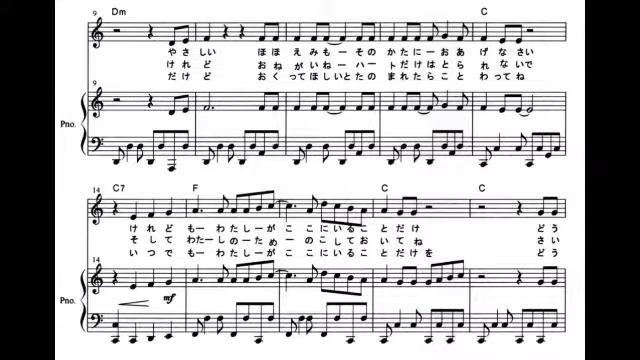 9 Dm C
やさしい ほほ えみもーその かたにーおあ げなさい
けれど おねがいねーハー トだけはとら れないで
だけど おくってほしいとたの まれたらこと わってね
9
Pno.
14 C7 F C C
けれど もーわたしーが ここにいること だけ どう
そして わたーしのーため ーのこしてお いてね さい
いつで もーわたしーが ここにいること だけを どう
14
mf
Pno.